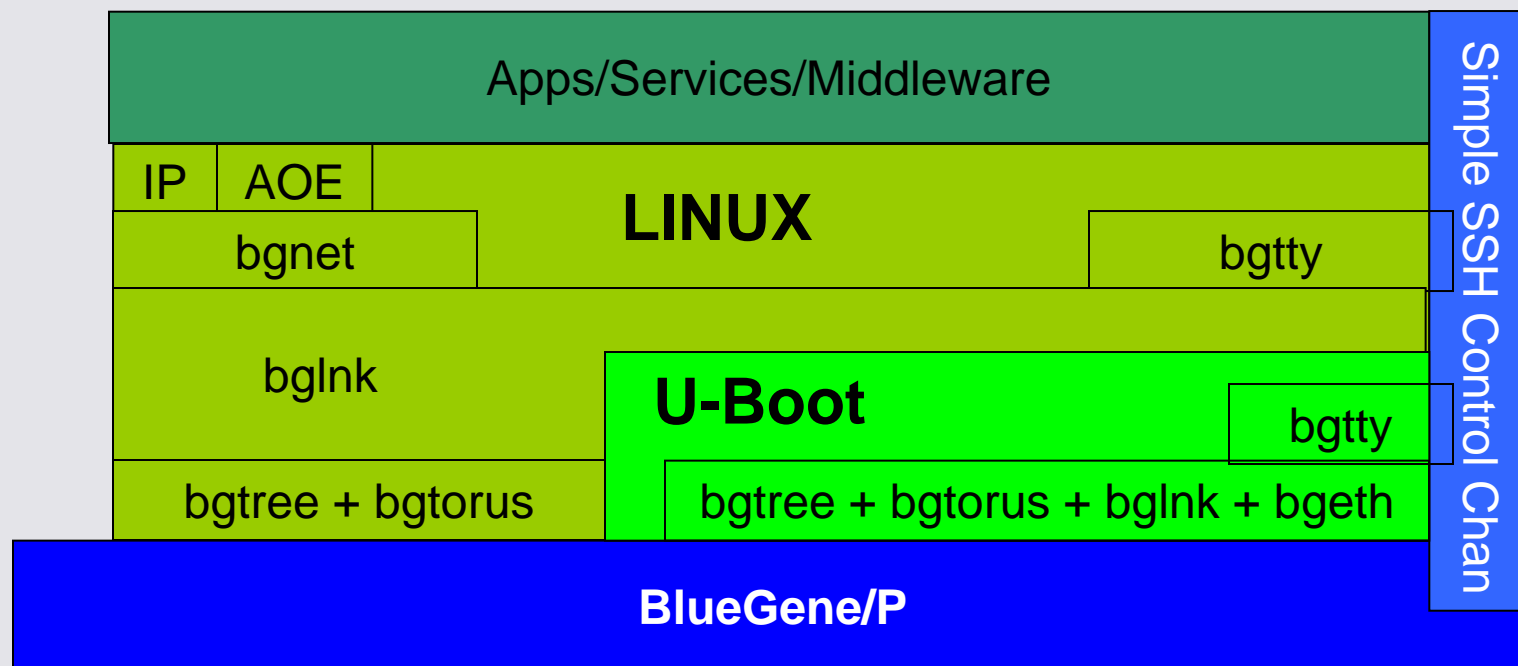 Apps/Services/Middleware
IP
AOE
LINUX
bgnet
bgtty
bglnk
U-Boot
bgtty
bgtree + bgtorus
bgtree + bgtorus + bglnk + bgeth
BlueGene/P
Simple SSH Control Chan